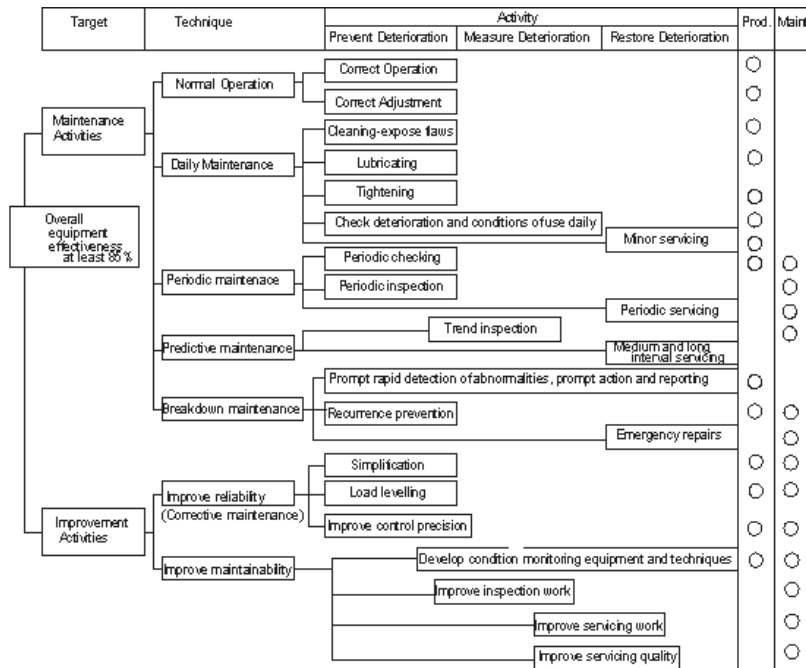 Activity
Target
Technique
Prod.
Maint
Prevent Deterioration
Measure Deterioration
Restore Deterioration
Correct Operation
Normal Operation
Correct Adjustment
Maintenance
Activities
Cleaning-expose flaws
Daily Maintenance
Lubricating
Tightening
Overall
equipment
effectiveness
at least 85 %
Check deterioration and conditions of use daily
Minor servicing
Periodic checking
Periodic maintenace
Periodic inspection
Periodic servicing
Trend inspection
Predictive maintenance
Medium and long
interval servicing
Prompt rapid detection of abnormalities, prompt action and reporting
Breakdown maintenance
Recurrence prevention
Emergency repairs
Simplification
Improve reliability
(Corrective maintenance)
Load levelling
Improvement
Activities
Improve control precision
Develop condition monitoring equipment and techniques
Improve maintainability
Improve inspection work
Improve servicing work
Improve servicing quality